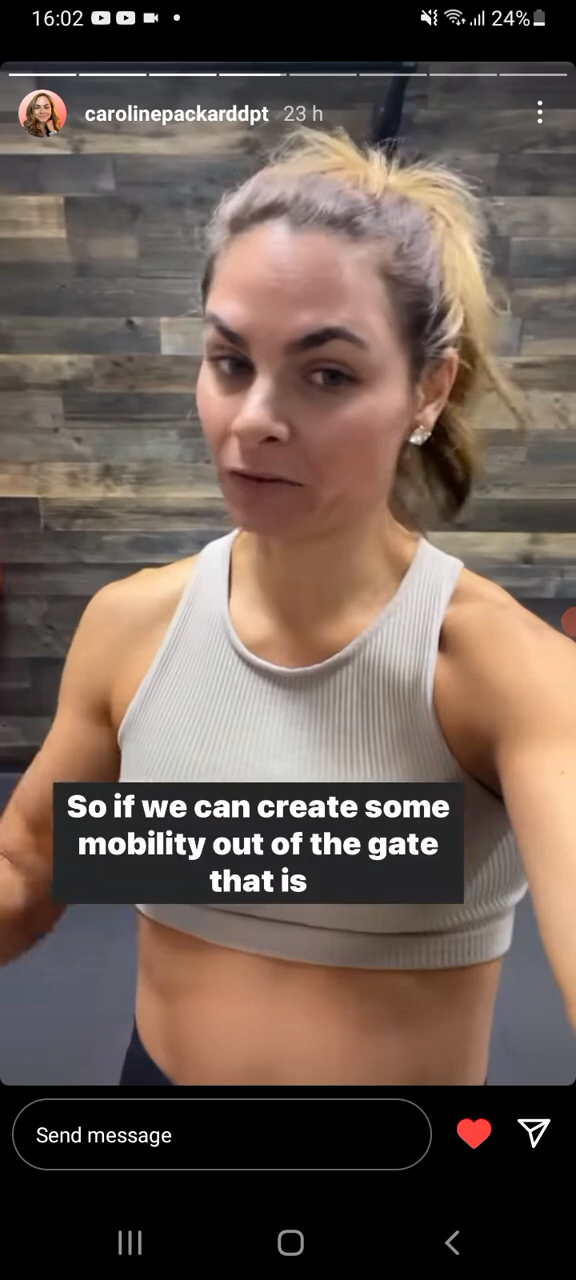 16:02
24%
carolinepackarddpt 23 h
So if we can create some
mobility out of the gate
that is
Send message